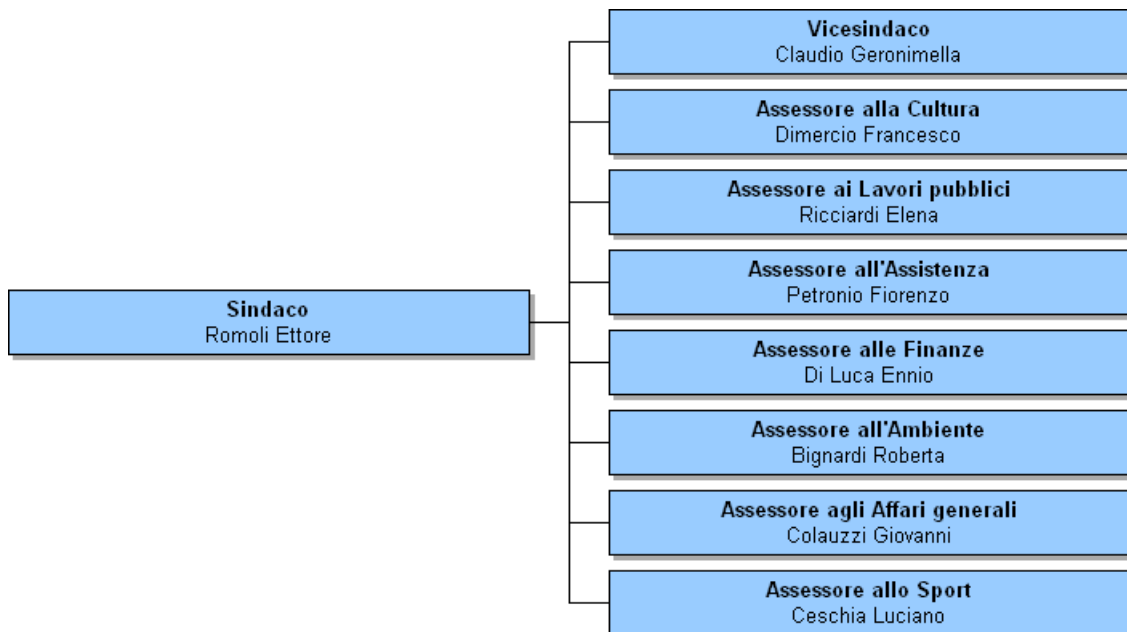 Vicesindaco
Claudio Geronimella
Assessore alla Cultura
Dimercio Francesco
Assessore ai Lavori pubblici
Ricciardi Elena
Assessore all'Assistenza
Petronio Fiorenzo
Sindaco
Romoli Ettore
Assessore alle Finanze
Di Luca Ennio
Assessore all'Ambiente
Bignardi Roberta
Assessore agli Affari generali
Colauzzi Giovanni
Assessore allo Sport
Ceschia Luciano